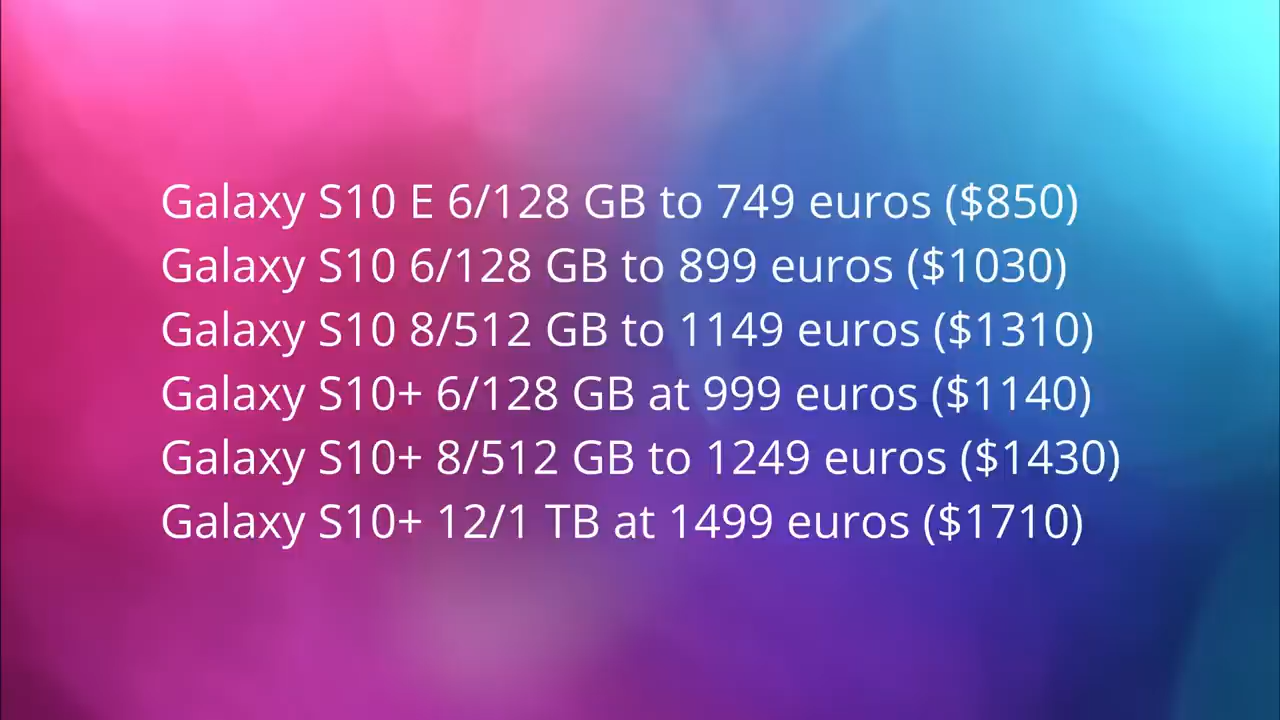 Galaxy S10 E 6/128 GB to 749 euros ($850)
Galaxy S10 6/128 GB to 899 euros ($1030)
Galaxy S10 8/512 GB to 1149 euros ($1310)
Galaxy S10+ 6/128 GB at 999 euros ($1140)
Galaxy S10+ 8/512 GB to 1249 euros ($1430)
Galaxy S10+ 12/1 TB at 1499 euros ($1710)